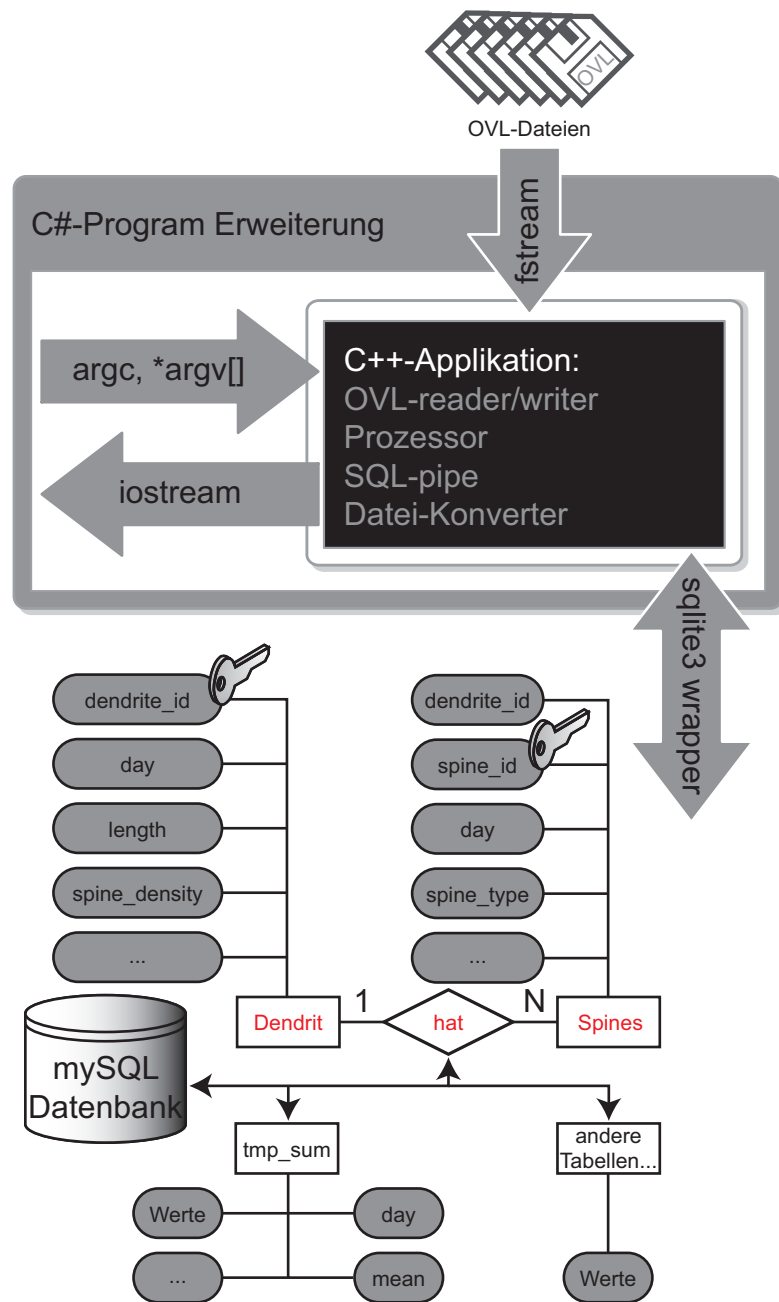 OVL
OVL-Dateien
C#-Program Erweiterung
fstream
argc, *argv[]
iostream
C++-Applikation:
OVL-reader/writer
Prozessor
SQL-pipe
Datei-Konverter
sqlite3 wrapper
dendrite_id
day
length
spine_density
...
dendrite_id
spine_id
day
spine_type
...
Dendrit
1
hat
N
Spines
mySQL
Datenbank
tmp_sum
andere
Tabellen...
Werte
day
...
mean
Werte